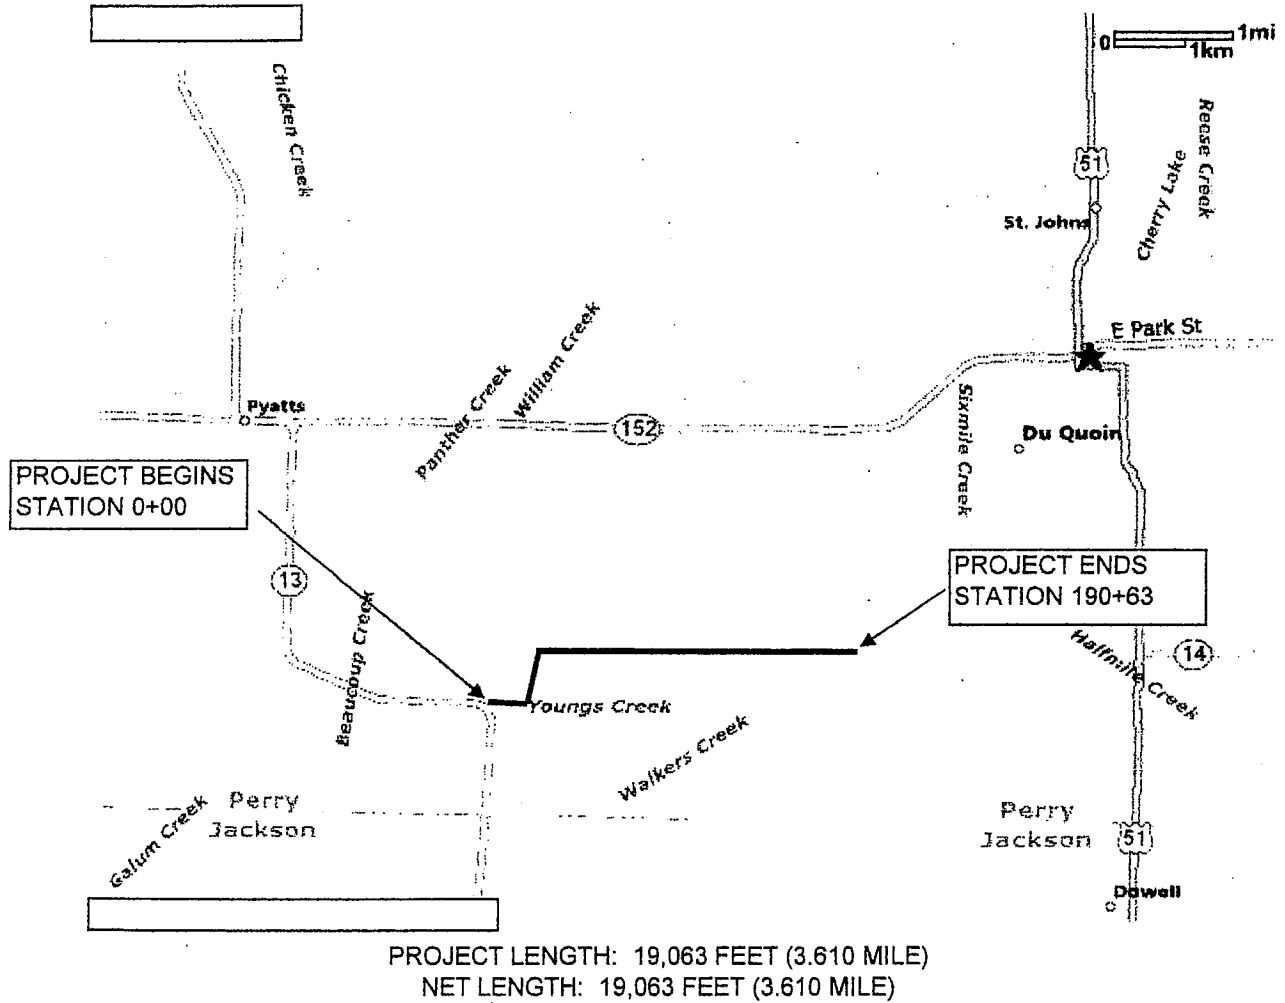 0
1mi
1km
Chicken Creek
Reese Creek
51
Cherry Lake
St. Johns
E Park St
William Creek
Panther Creek
Pyatts
152
Sixmile Creek
Du Quoin
PROJECT BEGINS
STATION 0+00
PROJECT ENDS
STATION 190+63
13
Beaucoup Creek
14
Halfmile Creek
Youngs Creek
Walkers Creek
Galum Creek
Perry
Jackson
Perry
Jackson
51
Dowell
PROJECT LENGTH: 19,063 FEET (3.610 MILE)
NET LENGTH: 19,063 FEET (3.610 MILE)